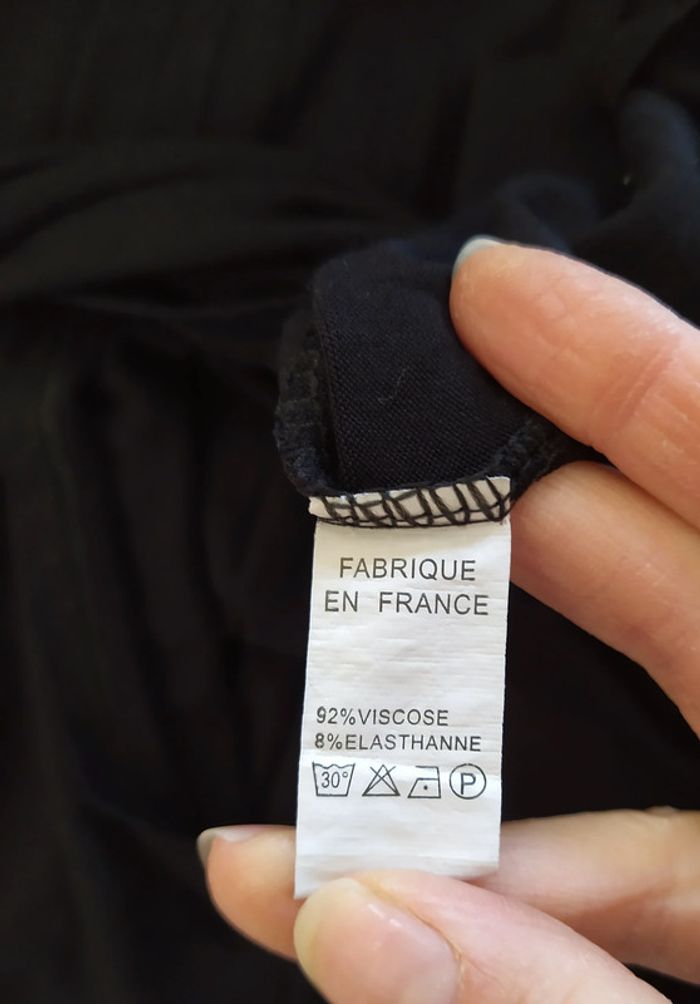 FABRIQUE
EN FRANCE
92%VISCOSE
8%ELASTHANNE
30° P